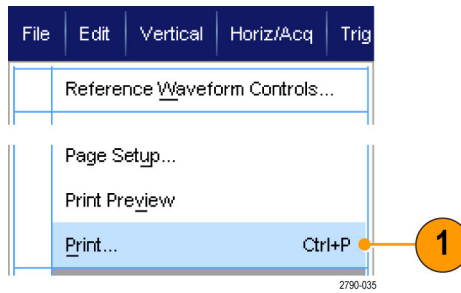 File Edit Vertical Horiz/Acq Trig
Reference Waveform Controls...
Page Setup...
Print Preview
Print... Ctrl+P 1
2790-035